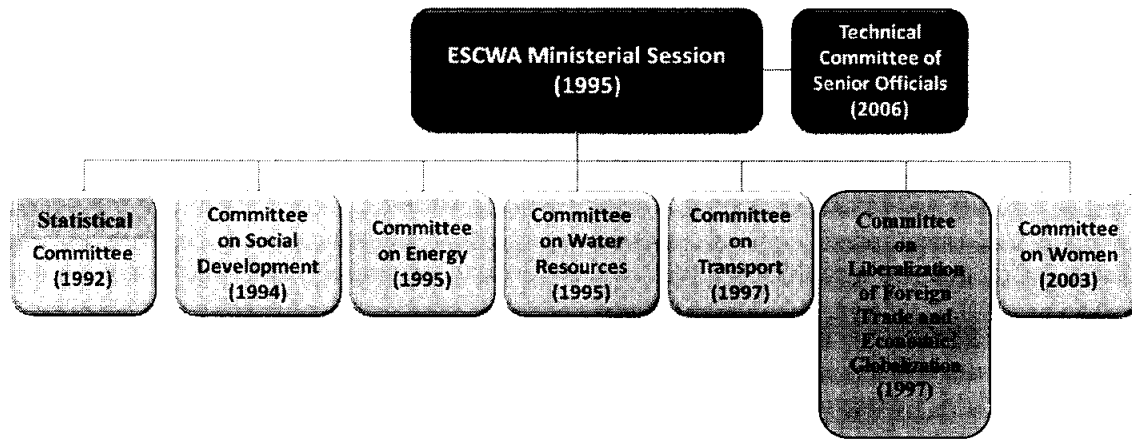 ESCWA Ministerial Session
(1995)
Technical
Committee of
Senior Officials
(2006)
Statistical
Committee
(1992)
Committee
on Social
Development
(1994)
Committee
on Energy
(1995)
Committee
on Water
Resources
(1995)
Committee
on
Transport
(1997)
Committee
on
Liberalization
of Foreign
Trade and
Economic
Globalization
(1997)
Committee
on Women
(2003)